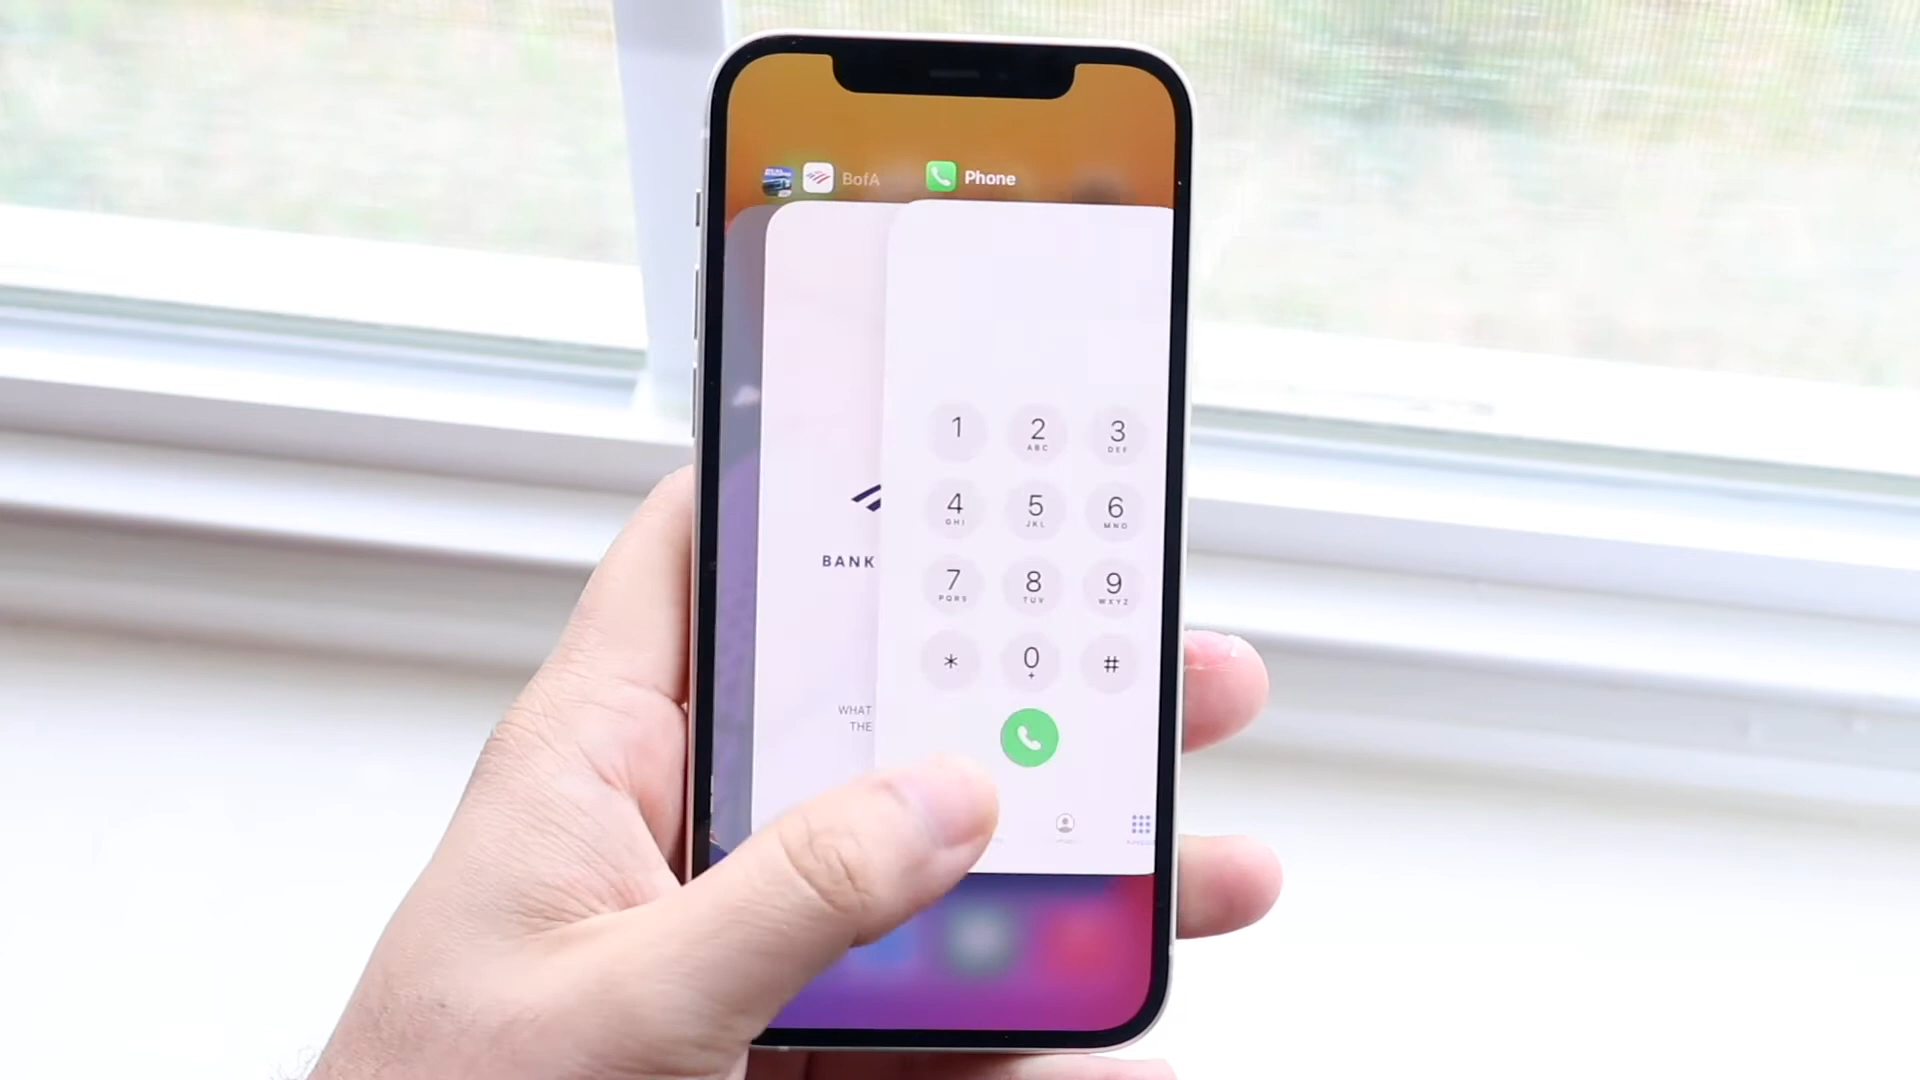 BofA
Phone
1
2
ABC
3
DEF
4
GHI
5
JKL
6
MNO
BANK
7
PQRS
8
TUV
9
WXYZ
*
0
+
#
WHAT
THE